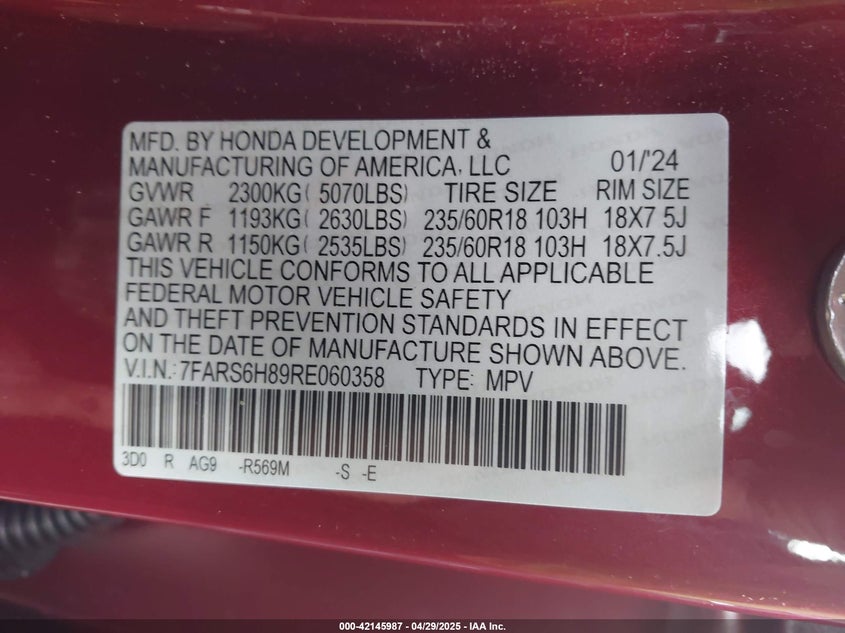 MFD. BY HONDA DEVELOPMENT &
MANUFACTURING OF AMERICA, LLC 01/'24
GVWR 2300KG( 5070LBS) TIRE SIZE RIM SIZE
GAWR F 1193KG( 2630LBS) 235/60R18 103H 18X7.5J
GAWR R 1150KG( 2535LBS) 235/60R18 103H 18X7.5J
THIS VEHICLE CONFORMS TO ALL APPLICABLE
FEDERAL MOTOR VEHICLE SAFETY
AND THEFT PREVENTION STANDARDS IN EFFECT
ON THE DATE OF MANUFACTURE SHOWN ABOVE.
V.I.N.:7FARS6H89RE060358 TYPE: MPV
3D0 R AG9 -R569M -S -E
000-42145987 - 04/29/2025 - IAA Inc.